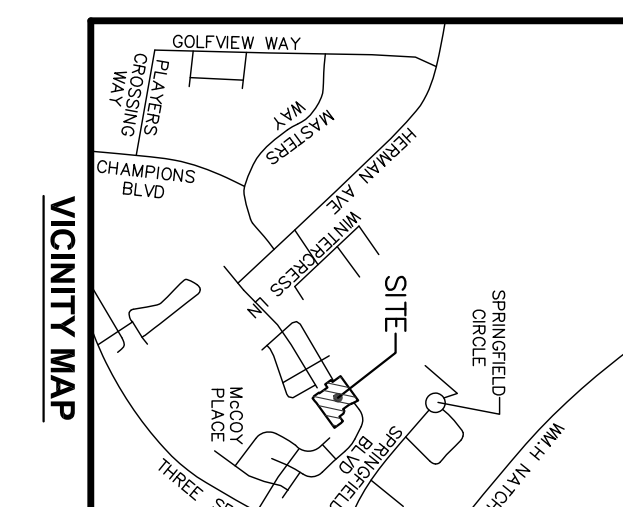 GOLFVIEW WAY
PLAYERS
CROSSING
WAY
MASTERS
WAY
HERMAN AVE
CHAMPIONS
BLVD
WINTERCRESS
LN
SITE
SPRINGFIELD
CIRCLE
VICINITY MAP
McCOY
PLACE
SPRINGFIELD
BLVD
WM.H NATCH
THREE